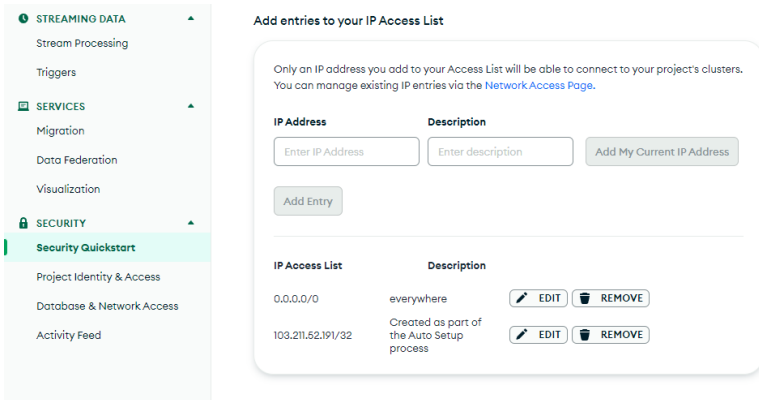 STREAMING DATA
Stream Processing
Triggers
SERVICES
Migration
Data Federation
Visualization
SECURITY
Security Quickstart
Project Identity & Access
Database & Network Access
Activity Feed
Add entries to your IP Access List
Only an IP address you add to your Access List will be able to connect to your project's clusters.
You can manage existing IP entries via the Network Access Page.
IP Address Description
Enter IP Address Enter description Add My Current IP Address
Add Entry
IP Access List Description
0.0.0.0/0 everywhere EDIT REMOVE
Created as part of
103.211.52.191/32 the Auto Setup EDIT REMOVE
process